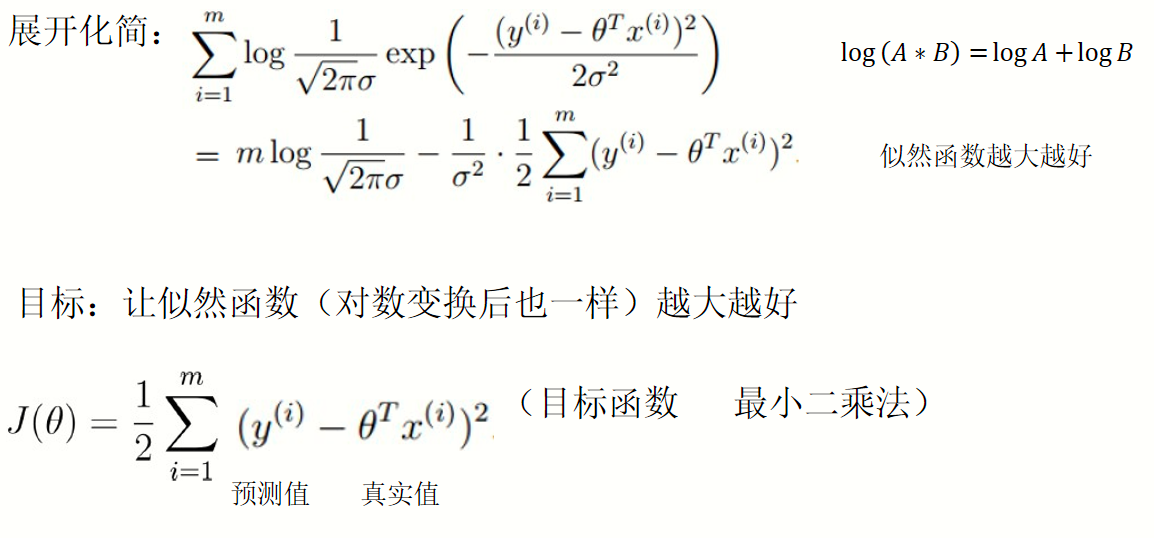 展开化简： $\sum_{i=1}^{m} \log \frac{1}{\sqrt{2\pi}\sigma} \exp\left(-\frac{(y^{(i)} - \theta^T x^{(i)})^2}{2\sigma^2}\right)$ log (A ∗ B) = log A + log B
$= m \log \frac{1}{\sqrt{2\pi}\sigma} - \frac{1}{\sigma^2} \cdot \frac{1}{2} \sum_{i=1}^{m} (y^{(i)} - \theta^T x^{(i)})^2.$ 似然函数越大越好
目标：让似然函数（对数变换后也一样）越大越好
$J(\theta) = \frac{1}{2} \sum_{i=1}^{m} (y^{(i)} - \theta^T x^{(i)})^2.$ （目标函数 最小二乘法）
预测值 真实值